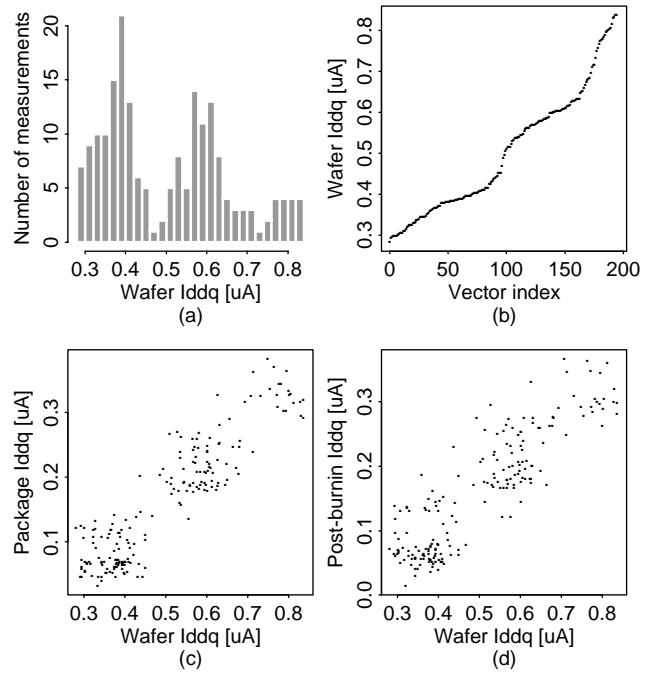 Number of measurements
20
15
10
5
0
0.3 0.4 0.5 0.6 0.7 0.8
Wafer Iddq [uA]
(a)
Wafer Iddq [uA]
0.8
0.7
0.6
0.5
0.4
0.3
0 50 100 150 200
Vector index
(b)
Package Iddq [uA]
0.3
0.2
0.1
0.3 0.4 0.5 0.6 0.7 0.8
Wafer Iddq [uA]
(c)
Post-burnin Iddq [uA]
0.3
0.2
0.1
0.0
0.3 0.4 0.5 0.6 0.7 0.8
Wafer Iddq [uA]
(d)